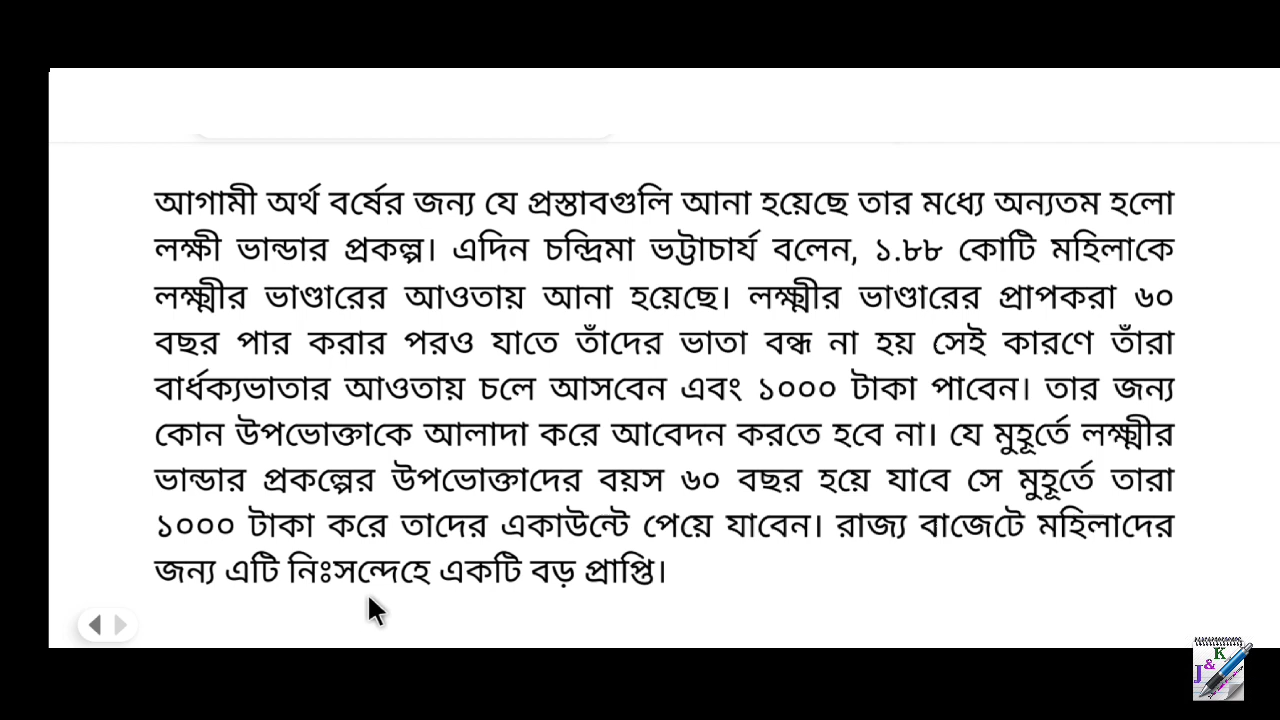 আগামী অর্থ বর্ষের জন্য যে প্রস্তাবগুলি আনা হয়েছে তার মধ্যে অন্যতম হলো
লক্ষী ভান্ডার প্রকল্প। এদিন চন্দ্রিমা ভট্টাচার্য বলেন, ১.৮৮ কোটি মহিলাকে
লক্ষ্মীর ভাণ্ডারের আওতায় আনা হয়েছে। লক্ষ্মীর ভাণ্ডারের প্রাপকরা ৬০
বছর পার করার পরও যাতে তাঁদের ভাতা বন্ধ না হয় সেই কারণে তাঁরা
বার্ধক্যভাতার আওতায় চলে আসবেন এবং ১০০০ টাকা পাবেন। তার জন্য
কোন উপভোক্তাকে আলাদা করে আবেদন করতে হবে না। যে মুহূর্তে লক্ষ্মীর
ভান্ডার প্রকল্পের উপভোক্তাদের বয়স ৬০ বছর হয়ে যাবে সে মুহূর্তে তারা
১০০০ টাকা করে তাদের একাউন্টে পেয়ে যাবেন। রাজ্য বাজেটে মহিলাদের
জন্য এটি নিঃসন্দেহে একটি বড় প্রাপ্তি।
J&K